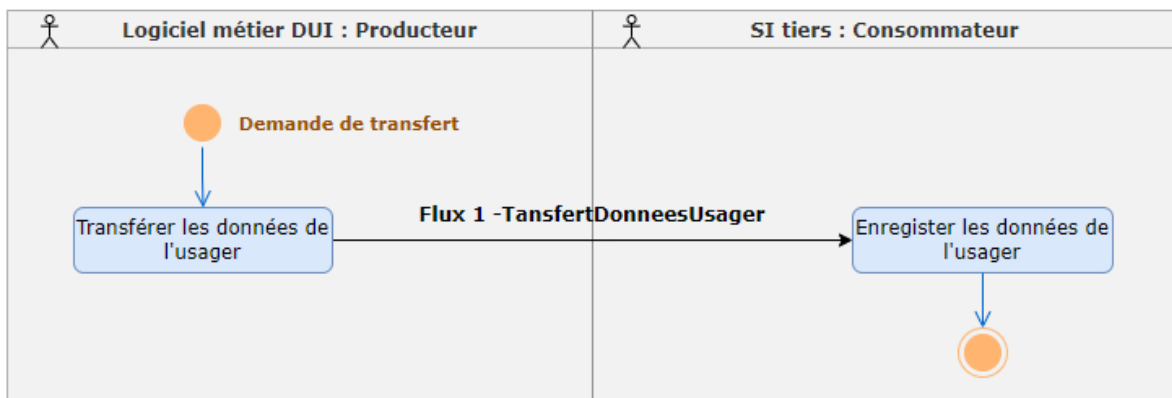 Logiciel métier DUI : Producteur
SI tiers : Consommateur
Demande de transfert
Transférer les données de
l'usager
Flux 1 -TansfertDonneesUsager
Enregister les données de
l'usager